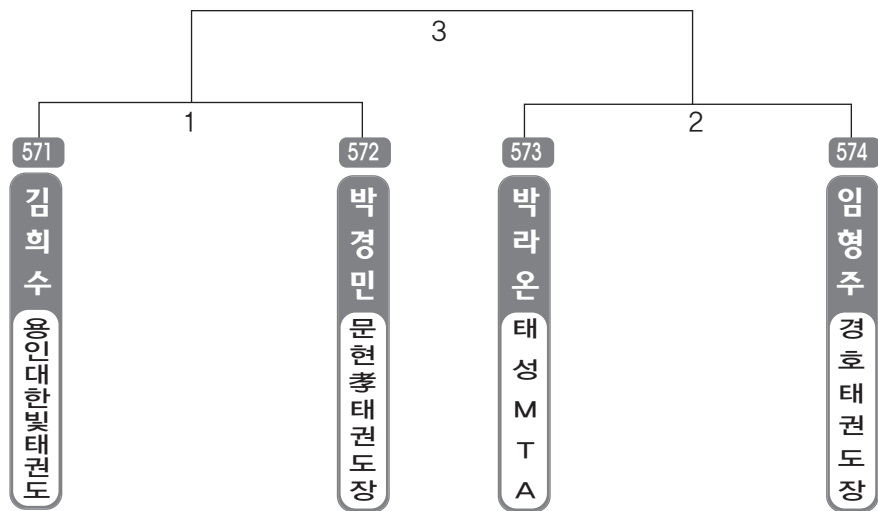 3
1
2
571
572
573
574
김희수
박경민
박라온
임형주
용인대한빛태권도
문현孝태권도장
태성MTA
경호태권도장